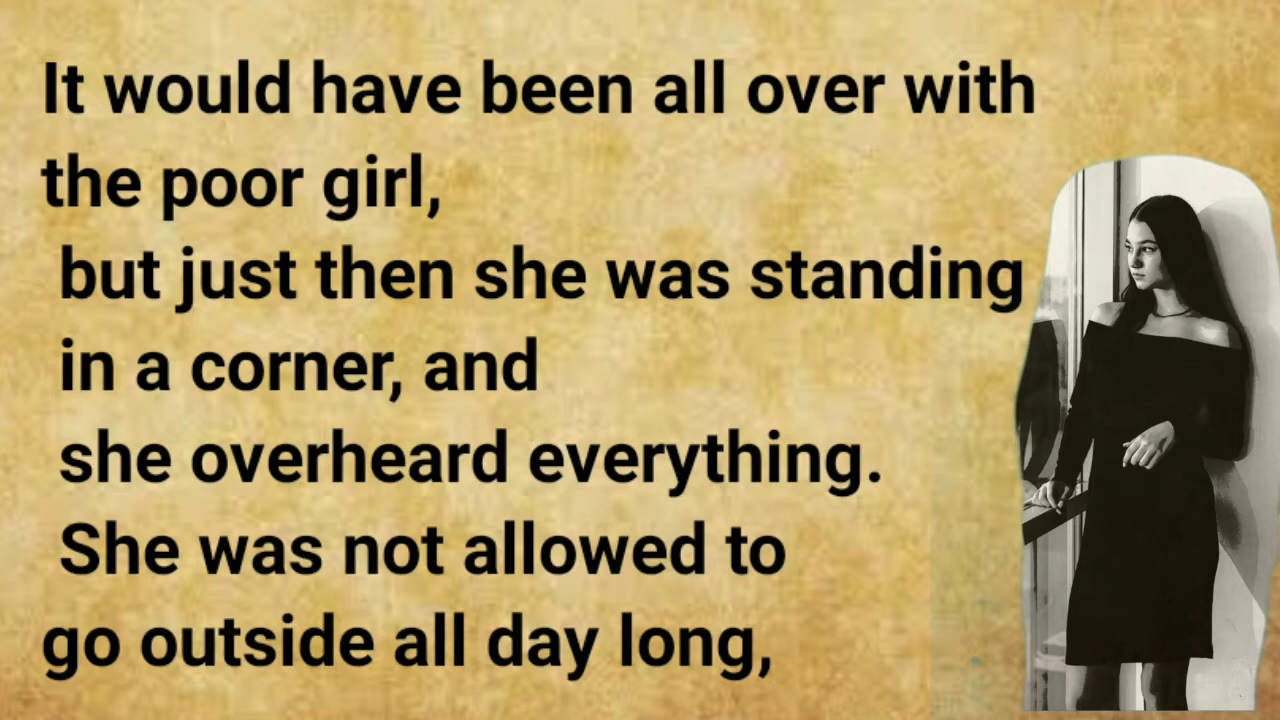 It would have been all over with
the poor girl,
but just then she was standing
in a corner, and
she overheard everything.
She was not allowed to
go outside all day long,